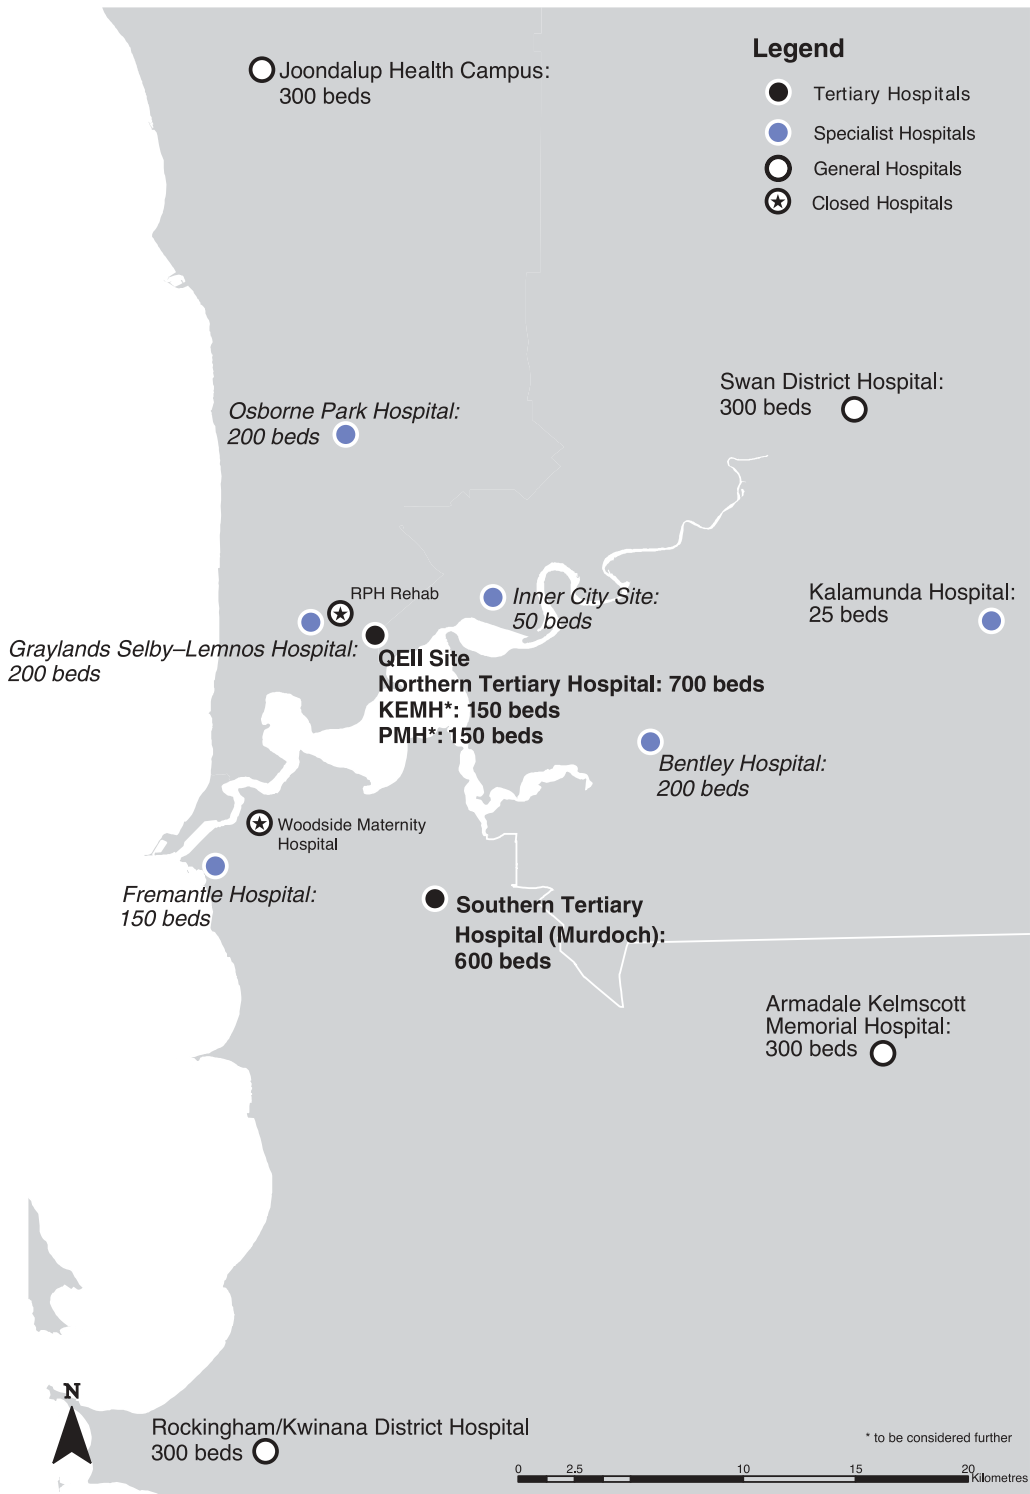 Joondalup Health Campus:
300 beds
Legend
Tertiary Hospitals
Specialist Hospitals
General Hospitals
Closed Hospitals
Swan District Hospital:
300 beds
Osborne Park Hospital:
200 beds
RPH Rehab
Inner City Site:
50 beds
Kalamunda Hospital:
25 beds
Graylands Selby–Lemnos Hospital:
200 beds
QEII Site
Northern Tertiary Hospital: 700 beds
KEMH*: 150 beds
PMH*: 150 beds
Bentley Hospital:
200 beds
Woodside Maternity
Hospital
Fremantle Hospital:
150 beds
Southern Tertiary
Hospital (Murdoch):
600 beds
Armadale Kelmscott
Memorial Hospital:
300 beds
N
Rockingham/Kwinana District Hospital
300 beds
* to be considered further
0 2.5 10 15 20
Kilometres